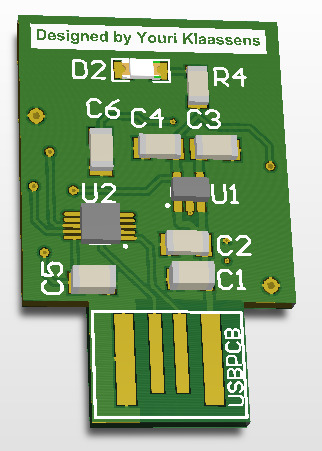 Designed by Youri Klaassens
D2
R4
C6
C4
C3
U2
U1
C2
C5
C1
USBPCB